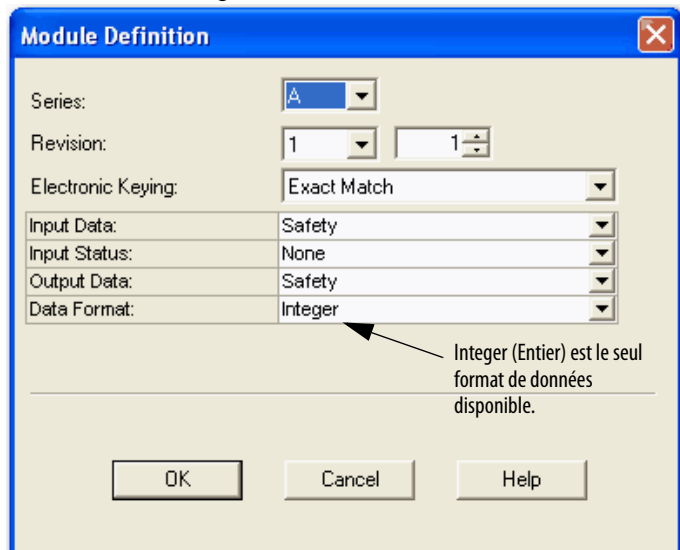 Module Definition
Series: A
Revision: 1 1
Electronic Keying: Exact Match
Input Data: Safety
Input Status: None
Output Data: Safety
Data Format: Integer
Integer (Entier) est le seul
format de données
disponible.
OK Cancel Help